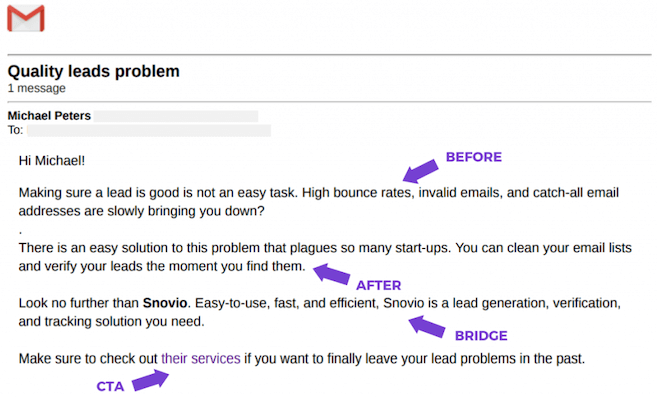 Quality leads problem
1 message
Michael Peters
To:
Hi Michael!
BEFORE
Making sure a lead is good is not an easy task. High bounce rates, invalid emails, and catch-all email
addresses are slowly bringing you down?
.
There is an easy solution to this problem that plagues so many start-ups. You can clean your email lists
and verify your leads the moment you find them.
AFTER
Look no further than Snovio. Easy-to-use, fast, and efficient, Snovio is a lead generation, verification,
and tracking solution you need.
BRIDGE
Make sure to check out their services if you want to finally leave your lead problems in the past.
CTA